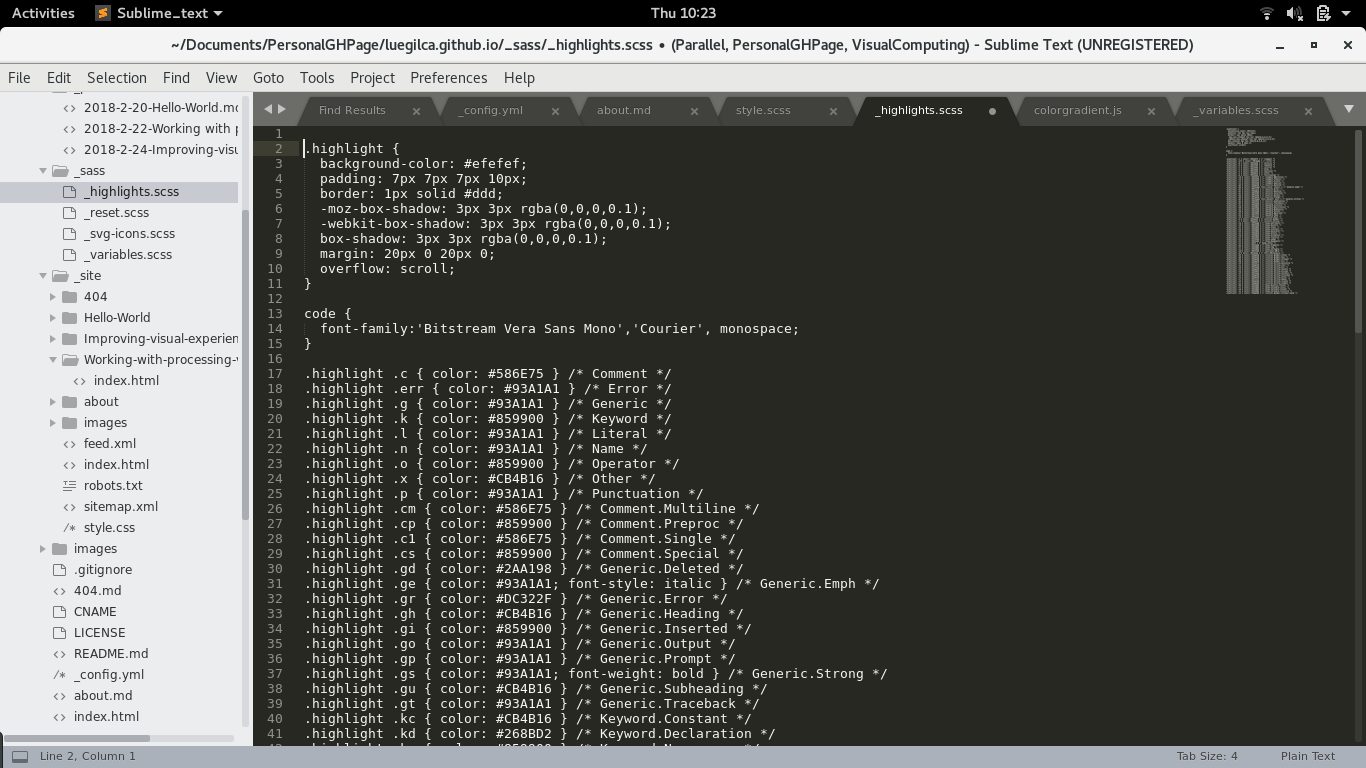 Activities Sublime_text Thu 10:23
~/Documents/PersonalGHPage/luegilca.github.io/_sass/_highlights.scss • (Parallel, PersonalGHPage, VisualComputing) - Sublime Text (UNREGISTERED)
File Edit Selection Find View Goto Tools Project Preferences Help
2018-2-20-Hello-World.mc
2018-2-22-Working with p
2018-2-24-Improving-visu
_sass
_highlights.scss
_reset.scss
_svg-icons.scss
_variables.scss
_site
404
Hello-World
Improving-visual-experien
Working-with-processing-
index.html
about
images
feed.xml
index.html
robots.txt
sitemap.xml
style.css
images
.gitignore
404.md
CNAME
LICENSE
README.md
_config.yml
about.md
index.html
Find Results _config.yml about.md style.scss _highlights.scss colorgradient.js _variables.scss
1
2 .highlight {
3 background-color: #efefef;
4 padding: 7px 7px 7px 10px;
5 border: 1px solid #ddd;
6 -moz-box-shadow: 3px 3px rgba(0,0,0,0.1);
7 -webkit-box-shadow: 3px 3px rgba(0,0,0,0.1);
8 box-shadow: 3px 3px rgba(0,0,0,0.1);
9 margin: 20px 0 20px 0;
10 overflow: scroll;
11 }
12
13 code {
14 font-family:'Bitstream Vera Sans Mono','Courier', monospace;
15 }
16
17 .highlight .c { color: #586E75 } /* Comment */
18 .highlight .err { color: #93A1A1 } /* Error */
19 .highlight .g { color: #93A1A1 } /* Generic */
20 .highlight .k { color: #859900 } /* Keyword */
21 .highlight .l { color: #93A1A1 } /* Literal */
22 .highlight .n { color: #93A1A1 } /* Name */
23 .highlight .o { color: #859900 } /* Operator */
24 .highlight .x { color: #CB4B16 } /* Other */
25 .highlight .p { color: #93A1A1 } /* Punctuation */
26 .highlight .cm { color: #586E75 } /* Comment.Multiline */
27 .highlight .cp { color: #859900 } /* Comment.Preproc */
28 .highlight .c1 { color: #586E75 } /* Comment.Single */
29 .highlight .cs { color: #859900 } /* Comment.Special */
30 .highlight .gd { color: #2AA198 } /* Generic.Deleted */
31 .highlight .ge { color: #93A1A1; font-style: italic } /* Generic.Emph */
32 .highlight .gr { color: #DC322F } /* Generic.Error */
33 .highlight .gh { color: #CB4B16 } /* Generic.Heading */
34 .highlight .gi { color: #859900 } /* Generic.Inserted */
35 .highlight .go { color: #93A1A1 } /* Generic.Output */
36 .highlight .gp { color: #93A1A1 } /* Generic.Prompt */
37 .highlight .gs { color: #93A1A1; font-weight: bold } /* Generic.Strong */
38 .highlight .gu { color: #CB4B16 } /* Generic.Subheading */
39 .highlight .gt { color: #93A1A1 } /* Generic.Traceback */
40 .highlight .kc { color: #CB4B16 } /* Keyword.Constant */
41 .highlight .kd { color: #268BD2 } /* Keyword.Declaration */
Line 2, Column 1 Tab Size: 4 Plain Text